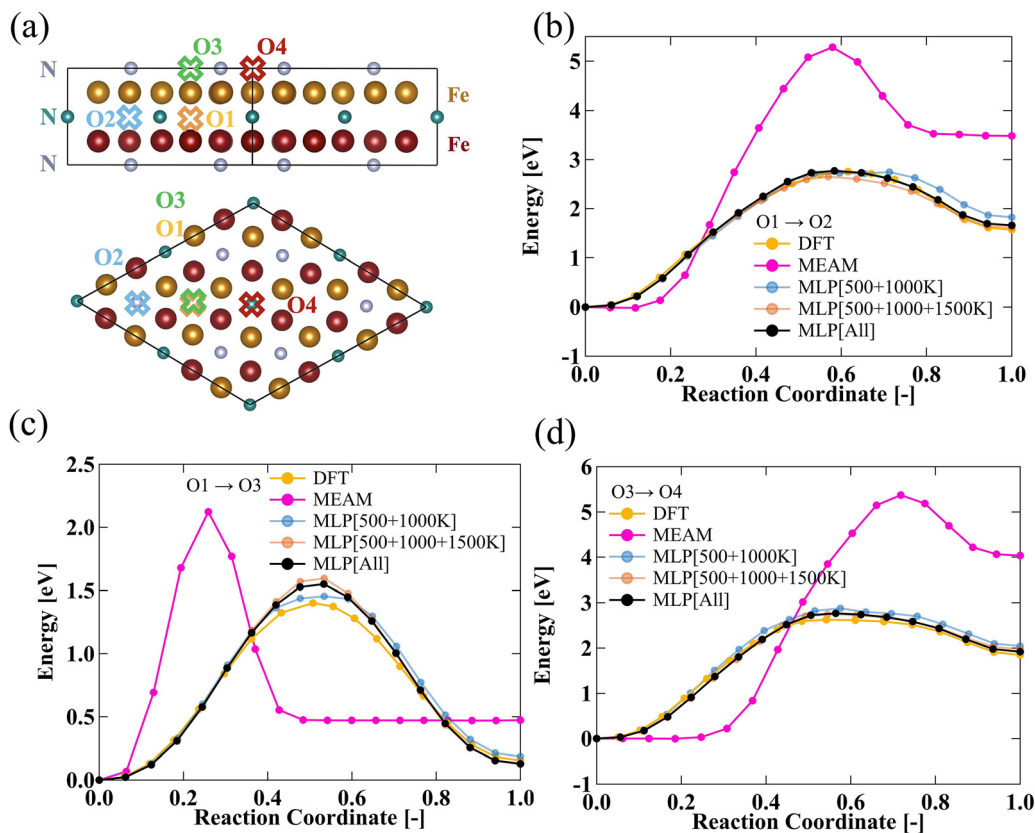 (a)
O3 O4
N
Fe
N O2 O1
Fe
N
O3
O1
O2
O4
(b)
5
4
3
2
1
0
-1
Energy [eV]
O1 → O2
DFT
MEAM
MLP[500+1000K]
MLP[500+1000+1500K]
MLP[All]
0.0 0.2 0.4 0.6 0.8 1.0
Reaction Coordinate [-]
(c)
2.5
2.0
1.5
1.0
0.5
0.0
Energy [eV]
O1 → O3
DFT
MEAM
MLP[500+1000K]
MLP[500+1000+1500K]
MLP[All]
0.0 0.2 0.4 0.6 0.8 1.0
Reaction Coordinate [-]
(d)
6
5
4
3
2
1
0
-1
Energy [eV]
O3→ O4
DFT
MEAM
MLP[500+1000K]
MLP[500+1000+1500K]
MLP[All]
0.0 0.2 0.4 0.6 0.8 1.0
Reaction Coordinate [-]